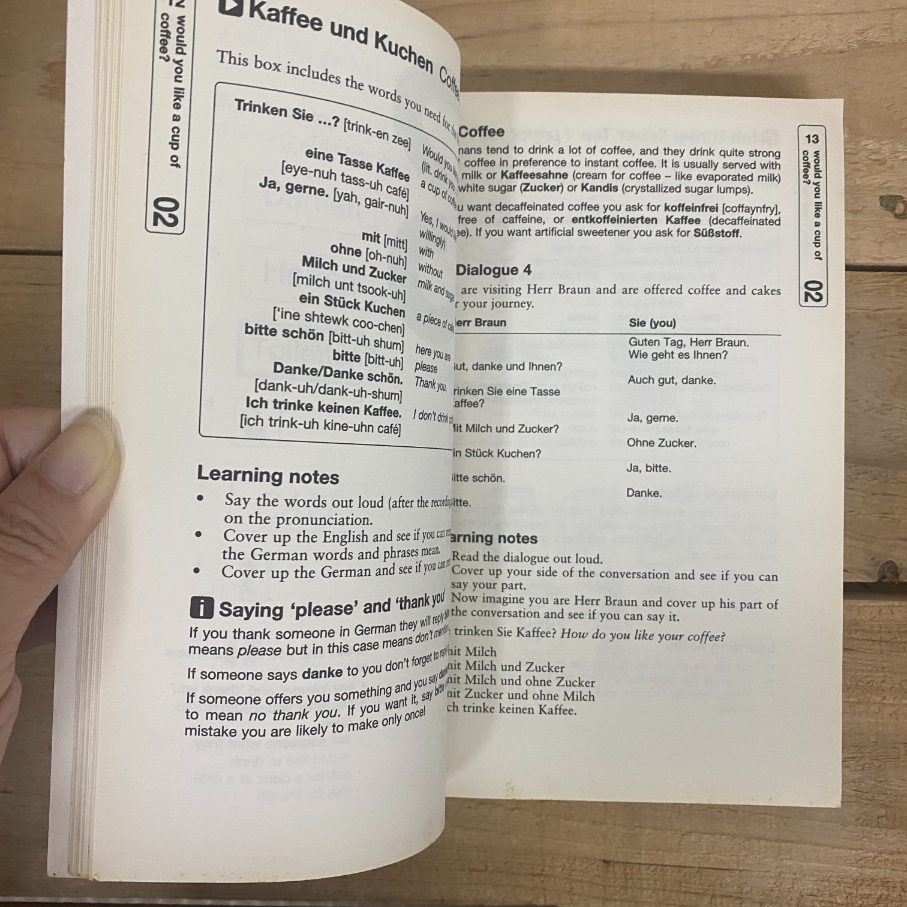 would you like a cup of
coffee?
02
Kaffee und Kuchen
This box includes the words you need for
Trinken Sie ...? [trink-en zee]
Would you
(lit. drink
eine Tasse Kaffee
a cup of
[eye-nuh tass-uh café]
Ja, gerne. [yah, gair-nuh]
Yes, I would
willingly)
mit [mitt]
with
ohne [oh-nuh]
without
Milch und Zucker
milk and
[milch unt tsook-uh]
ein Stück Kuchen
a piece of
['ine shtewk coo-chen]
bitte schön [bitt-uh shurn]
here you are
bitte [bitt-uh]
please
Danke/Danke schön.
Thank you.
[dank-uh/dank-uh-shurn]
Ich trinke keinen Kaffee.
I don't drink
[ich trink-uh kine-uhn café]
Learning notes
• Say the words out loud (after the
on the pronunciation.
• Cover up the English and see if you can
the German words and phrases mean.
• Cover up the German and see if you can
i Saying 'please' and 'thank you'
If you thank someone in German they will reply
means please but in this case means don't
If someone says danke to you don't forget to
If someone offers you something and you say
to mean no thank you. If you want it, say
mistake you are likely to make only once!
13
would you like a cup of
coffee?
02
Coffee
tend to drink a lot of coffee, and they drink quite strong
coffee in preference to instant coffee. It is usually served with
milk or Kaffeesahne (cream for coffee – like evaporated milk)
white sugar (Zucker) or Kandis (crystallized sugar lumps).
want decaffeinated coffee you ask for koffeinfrei [coffaynfry],
free of caffeine, or entkoffeinierten Kaffee (decaffeinated
If you want artificial sweetener you ask for Süßstoff.
Dialogue 4
are visiting Herr Braun and are offered coffee and cakes
your journey.
Braun
Sie (you)
Guten Tag, Herr Braun.
Wie geht es Ihnen?
danke und Ihnen?
Auch gut, danke.
Sie eine Tasse
Ja, gerne.
Milch und Zucker?
Ohne Zucker.
Stück Kuchen?
Ja, bitte.
schön.
Danke.
notes
Read the dialogue out loud.
Cover up your side of the conversation and see if you can
say your part.
Now imagine you are Herr Braun and cover up his part of
the conversation and see if you can say it.
trinken Sie Kaffee? How do you like your coffee?
mit Milch
mit Milch und Zucker
mit Milch und ohne Zucker
mit Zucker und ohne Milch
trinke keinen Kaffee.